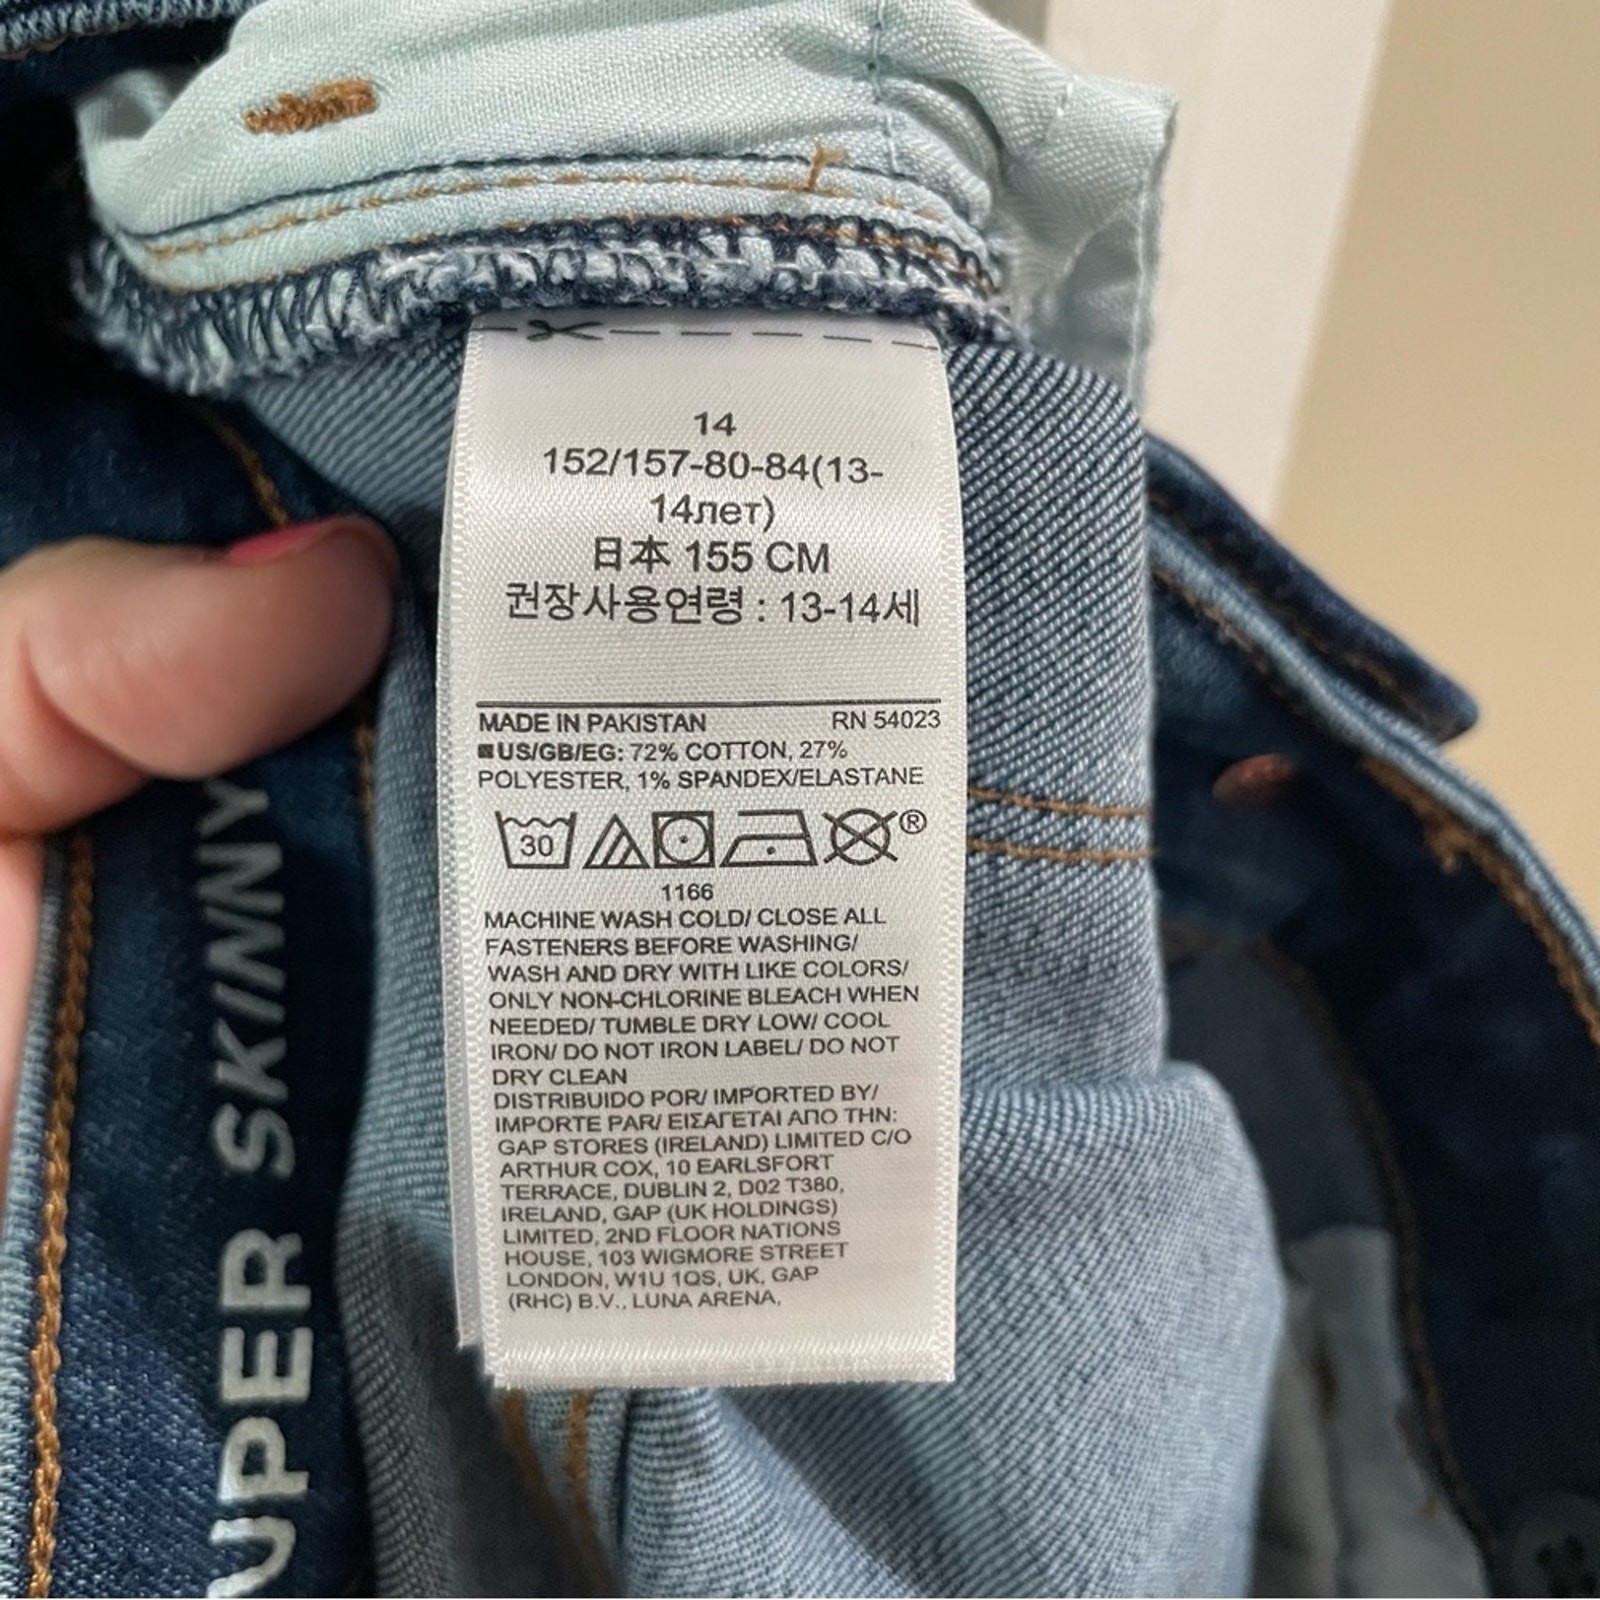 14
152/157-80-84(13-
14лет)
日本 155 CM
권장사용연령 : 13-14세
MADE IN PAKISTAN RN 54023
US/GB/EG: 72% COTTON, 27%
POLYESTER, 1% SPANDEX/ELASTANE
30 ®
1166
MACHINE WASH COLD/ CLOSE ALL
FASTENERS BEFORE WASHING/
WASH AND DRY WITH LIKE COLORS/
ONLY NON-CHLORINE BLEACH WHEN
NEEDED/ TUMBLE DRY LOW/ COOL
IRON/ DO NOT IRON LABEL/ DO NOT
DRY CLEAN
DISTRIBUIDO POR/ IMPORTED BY/
IMPORTE PAR/ ΕΙΣΑΓΕΤΑΙ ΑΠΟ ΤΗΝ:
GAP STORES (IRELAND) LIMITED C/O
ARTHUR COX, 10 EARLSFORT
TERRACE, DUBLIN 2, D02 T380,
IRELAND, GAP (UK HOLDINGS)
LIMITED, 2ND FLOOR NATIONS
HOUSE, 103 WIGMORE STREET
LONDON, W1U 1QS, UK, GAP
(RHC) B.V., LUNA ARENA,
UPER SKINNY